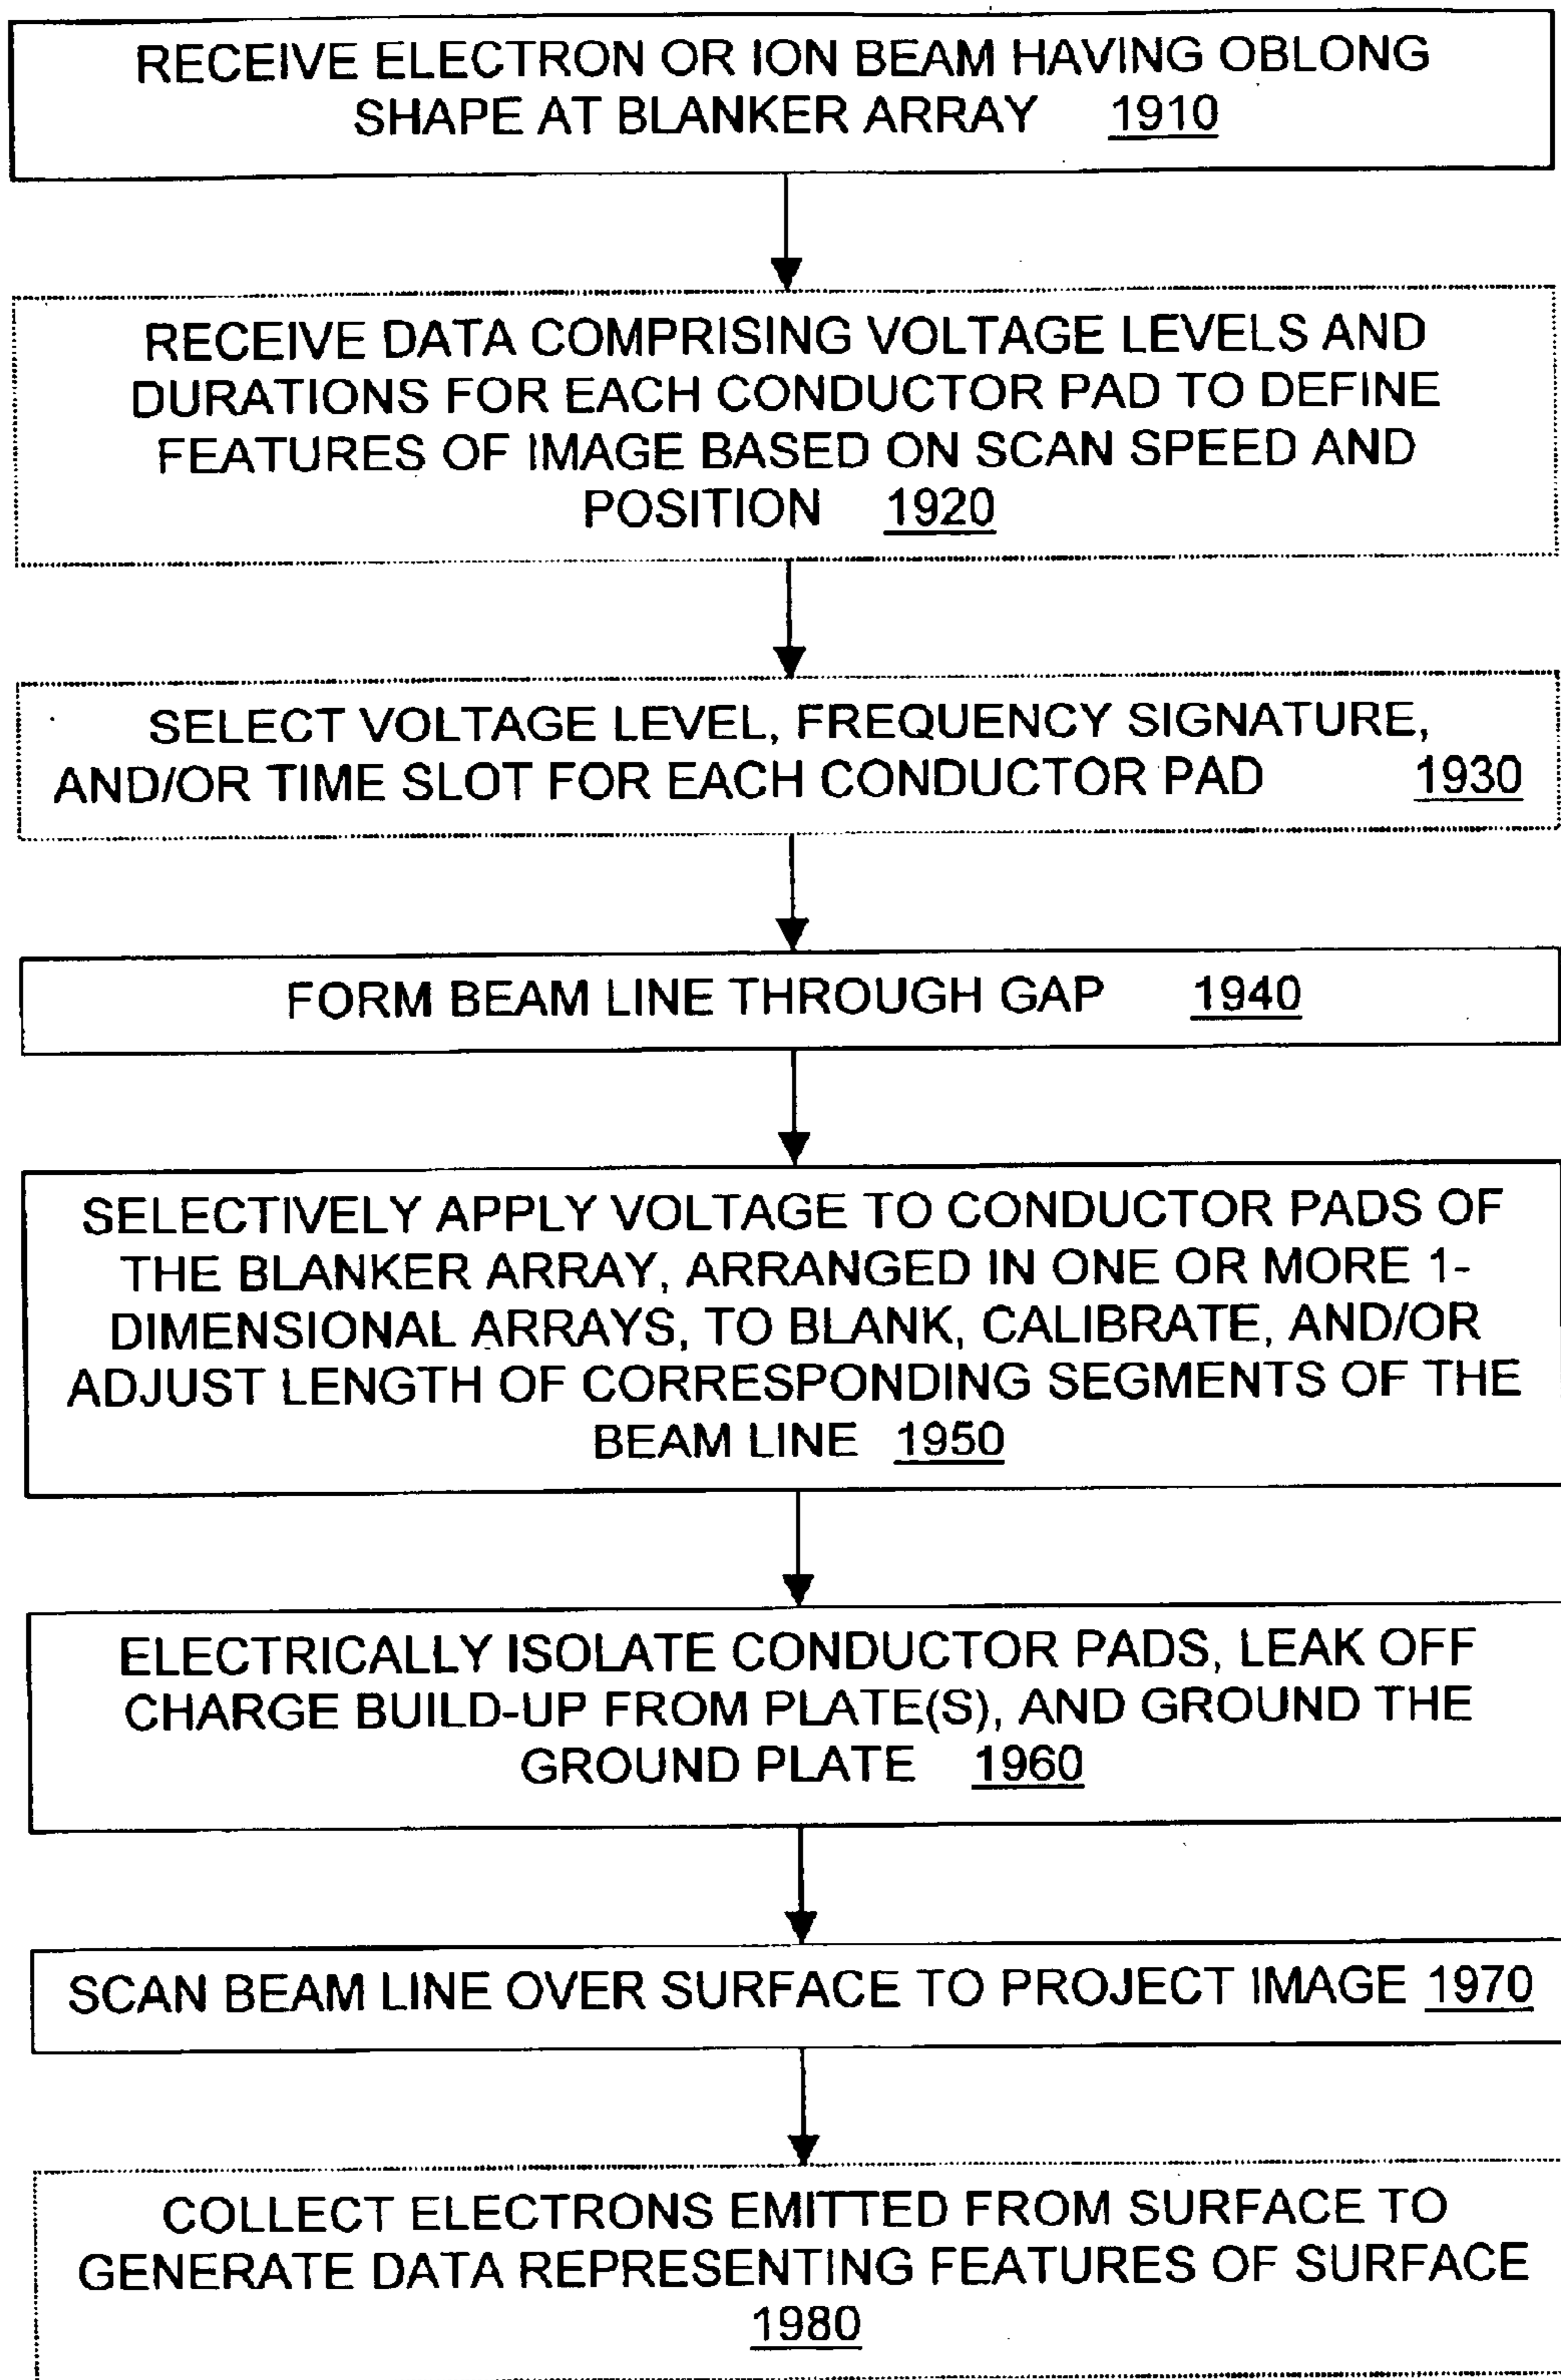 RECEIVE ELECTRON OR ION BEAM HAVING OBLONG
SHAPE AT BLANKER ARRAY 1910
RECEIVE DATA COMPRISING VOLTAGE LEVELS AND
DURATIONS FOR EACH CONDUCTOR PAD TO DEFINE
FEATURES OF IMAGE BASED ON SCAN SPEED AND
POSITION 1920
SELECT VOLTAGE LEVEL, FREQUENCY SIGNATURE,
AND/OR TIME SLOT FOR EACH CONDUCTOR PAD 1930
FORM BEAM LINE THROUGH GAP 1940
SELECTIVELY APPLY VOLTAGE TO CONDUCTOR PADS OF
THE BLANKER ARRAY, ARRANGED IN ONE OR MORE 1-
DIMENSIONAL ARRAYS, TO BLANK, CALIBRATE, AND/OR
ADJUST LENGTH OF CORRESPONDING SEGMENTS OF THE
BEAM LINE 1950
ELECTRICALLY ISOLATE CONDUCTOR PADS, LEAK OFF
CHARGE BUILD-UP FROM PLATE(S), AND GROUND THE
GROUND PLATE 1960
SCAN BEAM LINE OVER SURFACE TO PROJECT IMAGE 1970
COLLECT ELECTRONS EMITTED FROM SURFACE TO
GENERATE DATA REPRESENTING FEATURES OF SURFACE
1980